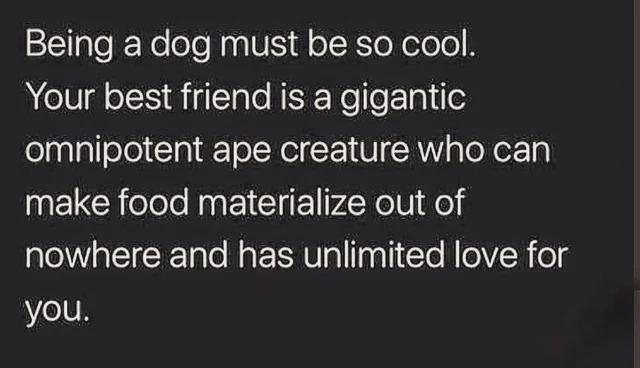 Being a dog must be so cool.
Your best friend is a gigantic
omnipotent ape creature who can
make food materialize out of
nowhere and has unlimited love for
you.